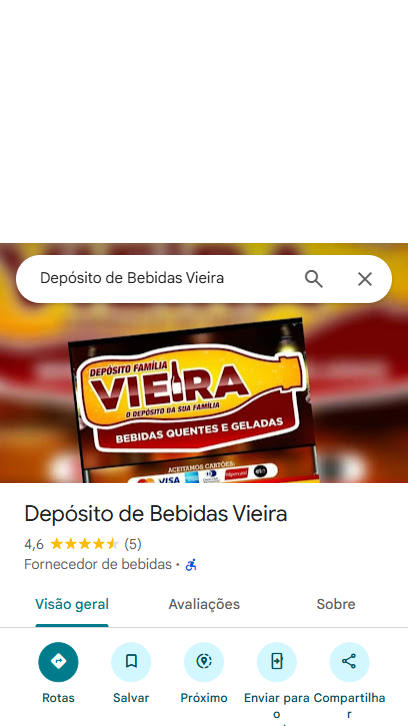 Depósito de Bebidas Vieira
DEPÓSITO FAMÍLIA
VIEIRA
O DEPÓSITO DA SUA FAMÍLIA
BEBIDAS QUENTES E GELADAS
ACEITAMOS CARTÕES:
VISA
elo
Depósito de Bebidas Vieira
4,6 (5)
Fornecedor de bebidas ·
Visão geral Avaliações Sobre
Rotas Salvar Próximo Enviar para o Compartilhar